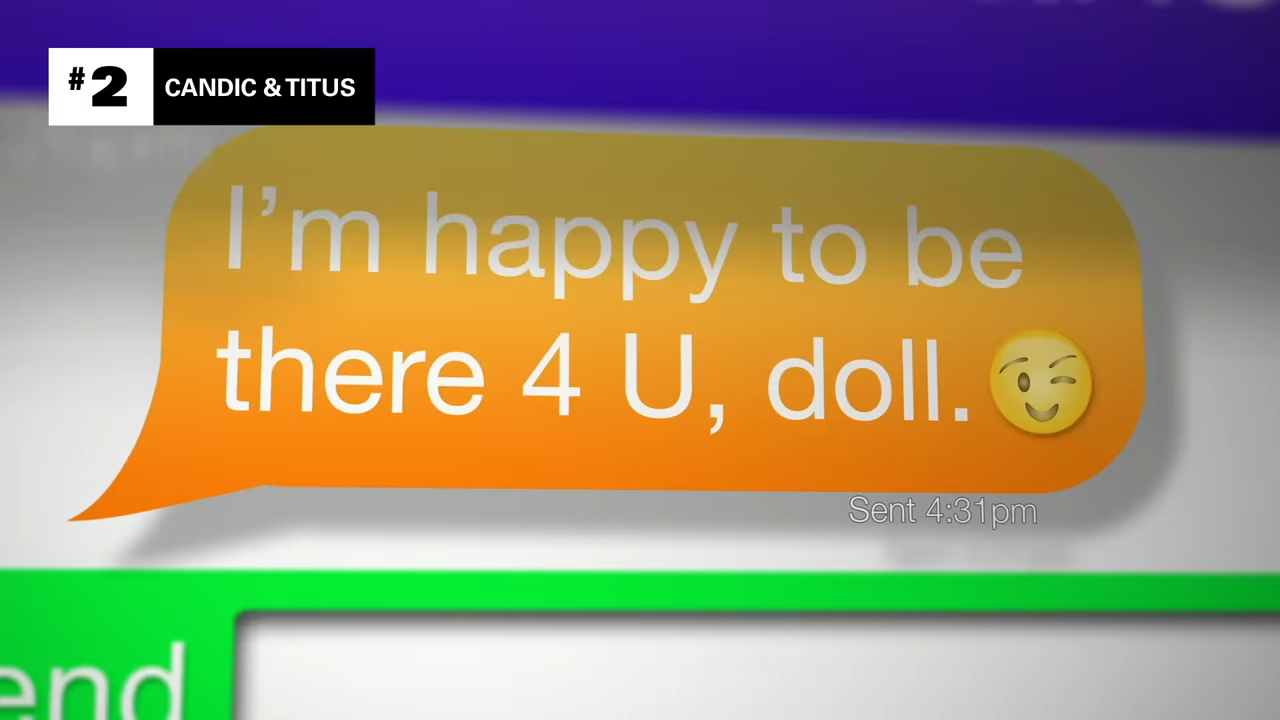 #2 CANDIC & TITUS
I'm happy to be
there 4 U, doll. 😉
Sent 4:31pm
end